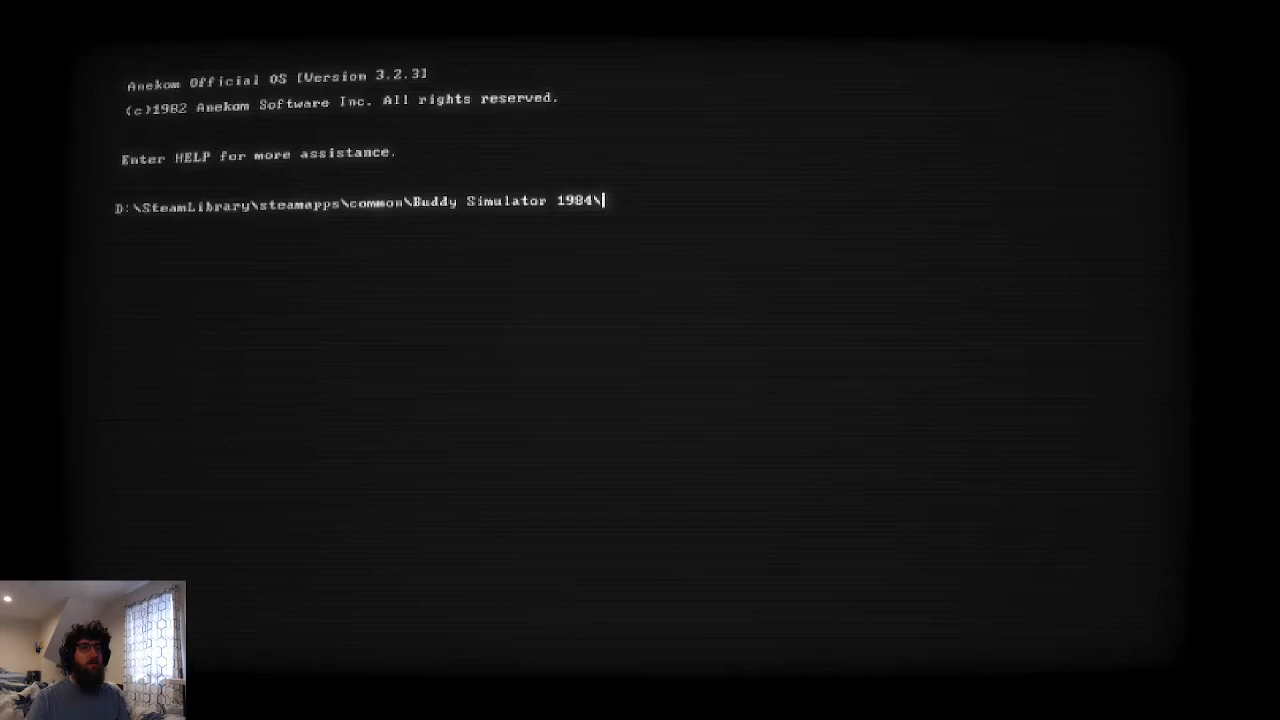 Anekom Official OS [Version 3.2.3]
(c)1982 Anekom Software Inc. All rights reserved.
Enter HELP for more assistance.
D:\SteamLibrary\steamapps\common\Buddy Simulator 1984\